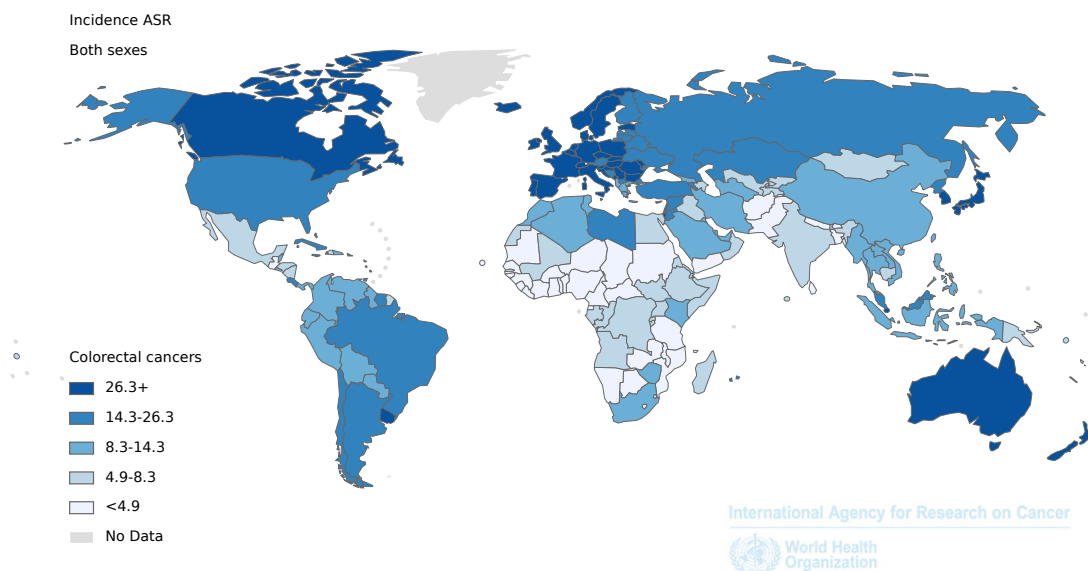 Incidence ASR
Both sexes
Colorectal cancers
26.3+
14.3-26.3
8.3-14.3
4.9-8.3
<4.9
No Data
International Agency for Research on Cancer
World Health
Organization